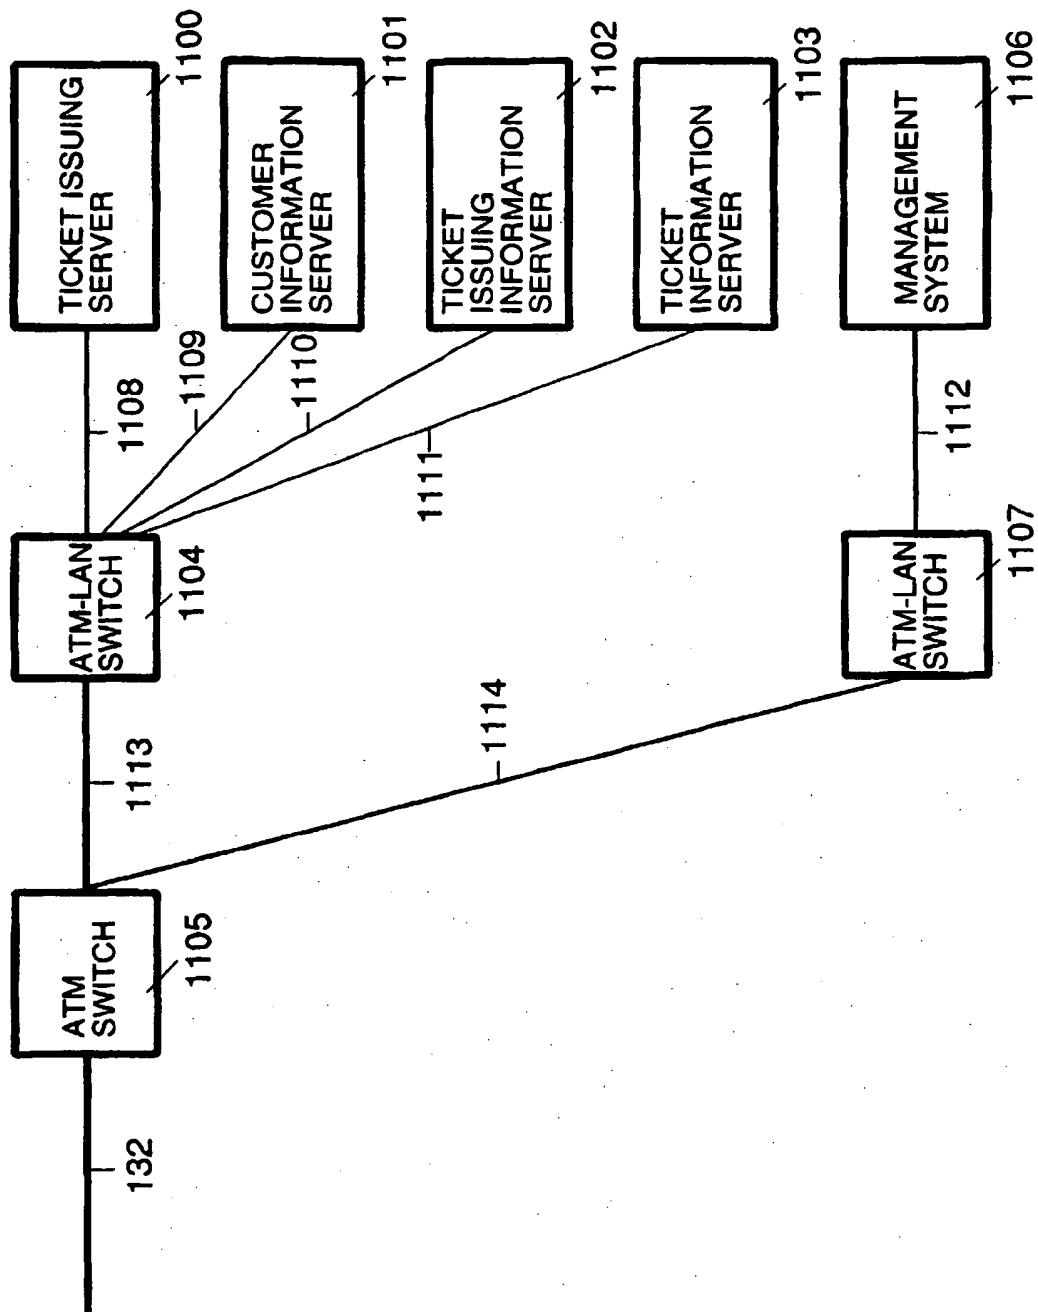 TICKET ISSUING
SERVER
1100
CUSTOMER
INFORMATION
SERVER
1101
TICKET
ISSUING
INFORMATION
SERVER
1102
TICKET
INFORMATION
SERVER
1103
MANAGEMENT
SYSTEM
1106
1108
1109
1110
1111
1112
ATM-LAN
SWITCH
1104
ATM-LAN
SWITCH
1107
1113
1114
ATM
SWITCH
1105
132